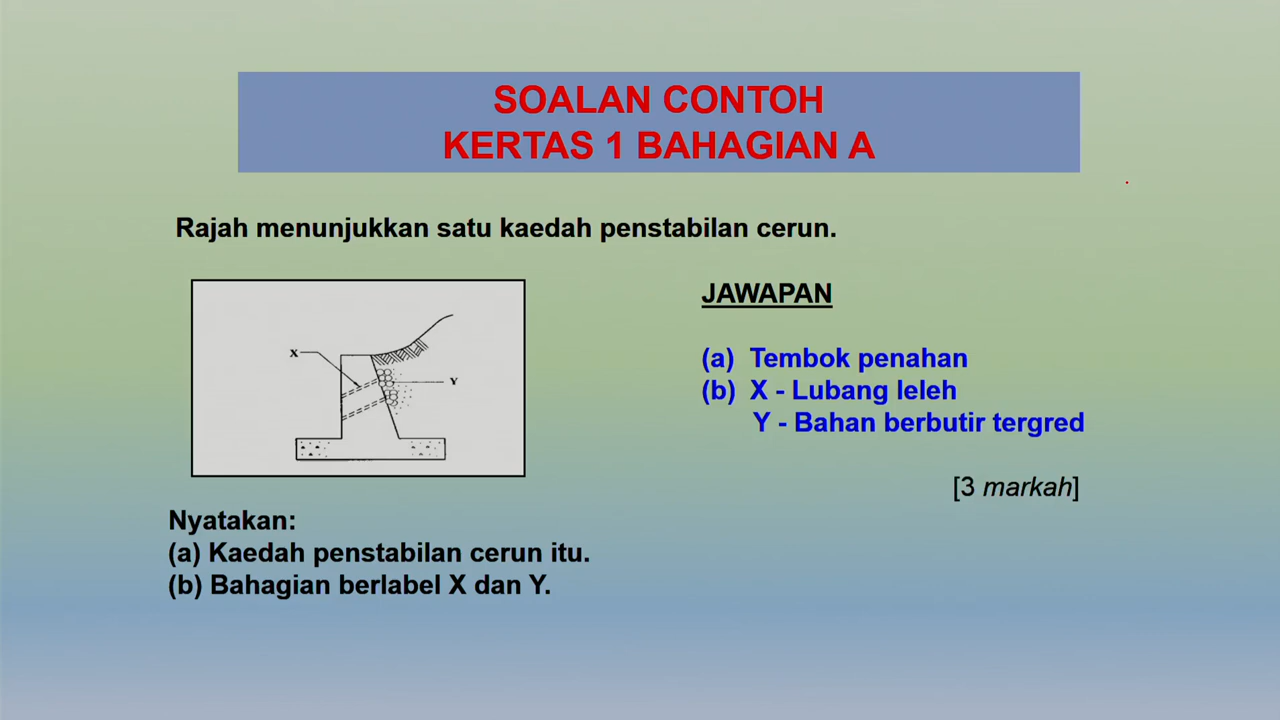 SOALAN CONTOH
KERTAS 1 BAHAGIAN A
Rajah menunjukkan satu kaedah penstabilan cerun.
X
Y
Nyatakan:
(a) Kaedah penstabilan cerun itu.
(b) Bahagian berlabel X dan Y.
JAWAPAN
(a) Tembok penahan
(b) X - Lubang leleh
Y - Bahan berbutir tergred
[3 markah]